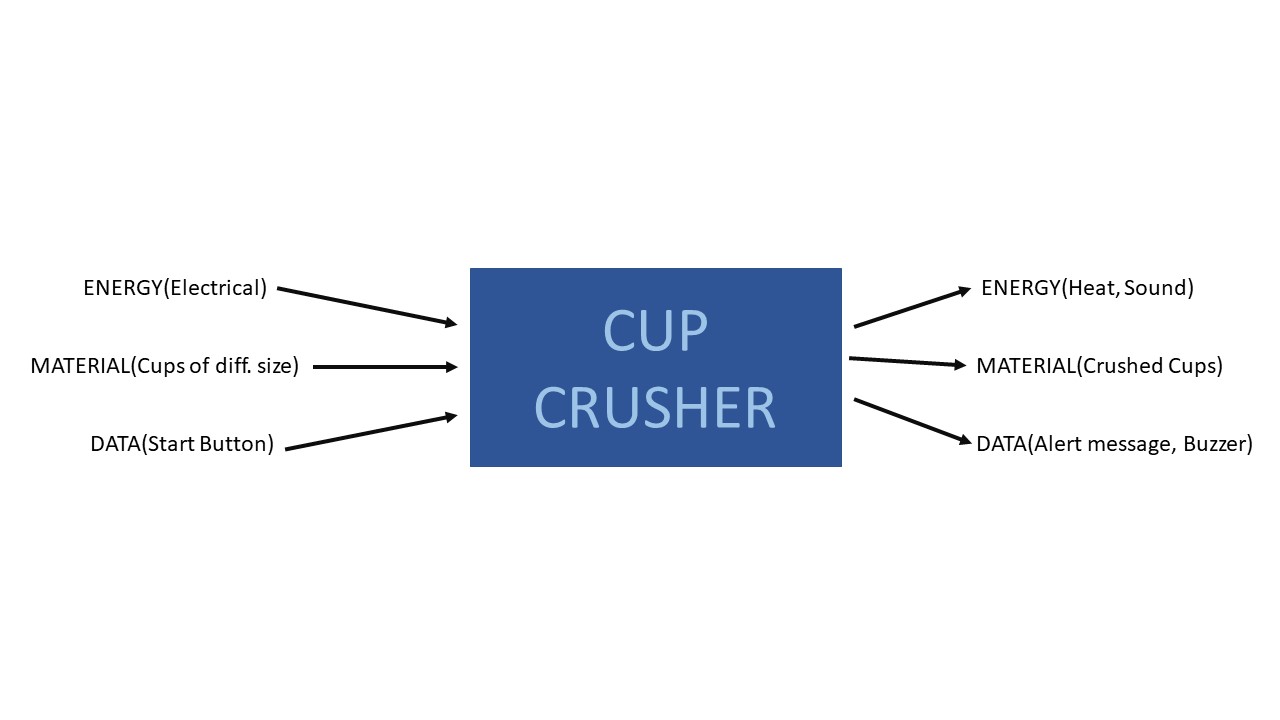 ENERGY(Electrical)
MATERIAL(Cups of diff. size)
DATA(Start Button)
CUP
CRUSHER
ENERGY(Heat, Sound)
MATERIAL(Crushed Cups)
DATA(Alert message, Buzzer)